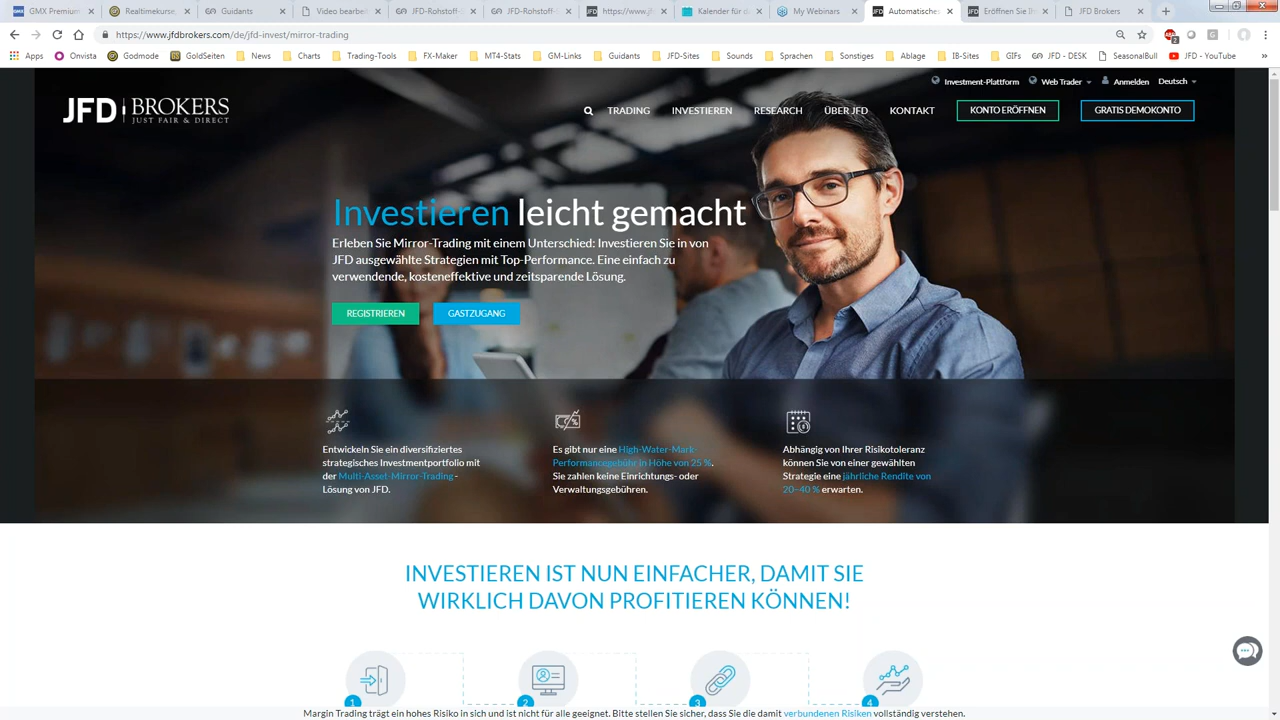 GMX Premium
Realtimekurse,
Guidants
Video bearbei
JFD-Rohstoff-
JFD-Rohstoff-
https://www.jf
Kalender für d
My Webinars
Automatisches
Eröffnen Sie Ih
JFD Brokers
https://www.jfdbrokers.com/de/jfd-invest/mirror-trading
Apps Onvista Godmode GoldSeiten News Charts Trading-Tools FX-Maker MT4-Stats GM-Links Guidants JFD-Sites Sounds Sprachen Sonstiges Ablage IB-Sites GIFs JFD - DESK SeasonalBull JFD - YouTube »
Investment-Plattform Web Trader Anmelden Deutsch
JFD BROKERS
JUST FAIR & DIRECT
TRADING INVESTIEREN RESEARCH ÜBER JFD KONTAKT KONTO ERÖFFNEN GRATIS DEMOKONTO
Investieren leicht gemacht
Erleben Sie Mirror-Trading mit einem Unterschied: Investieren Sie in von
JFD ausgewählte Strategien mit Top-Performance. Eine einfach zu
verwendende, kosteneffektive und zeitsparende Lösung.
REGISTRIEREN GASTZUGANG
Entwickeln Sie ein diversifiziertes
strategisches Investmentportfolio mit
der Multi-Asset-Mirror-Trading -
Lösung von JFD.
Es gibt nur eine High-Water-Mark-
Performancegebühr in Höhe von 25 %.
Sie zahlen keine Einrichtungs- oder
Verwaltungsgebühren.
Abhängig von Ihrer Risikotoleranz
können Sie von einer gewählten
Strategie eine jährliche Rendite von
20–40 % erwarten.
INVESTIEREN IST NUN EINFACHER, DAMIT SIE
WIRKLICH DAVON PROFITIEREN KÖNNEN!
1 2 3 4
Margin Trading trägt ein hohes Risiko in sich und ist nicht für alle geeignet. Bitte stellen Sie sicher, dass Sie die damit verbundenen Risiken vollständig verstehen.